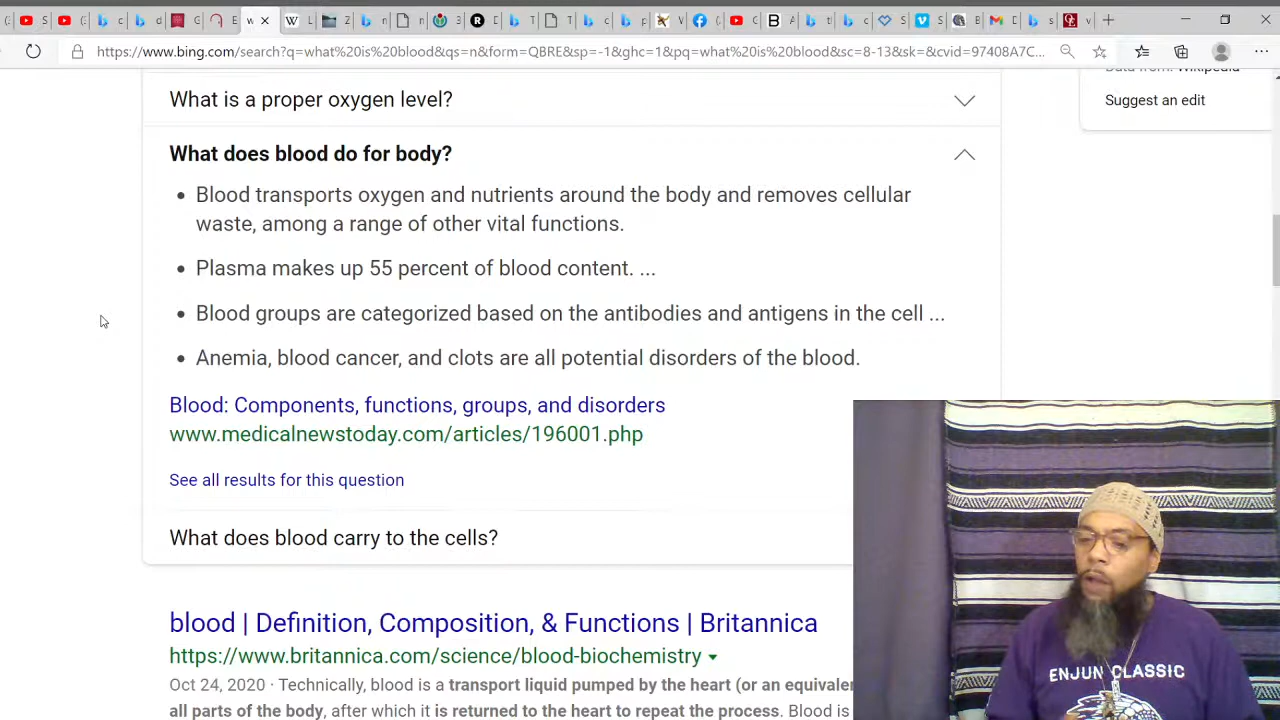 https://www.bing.com/search?q=what%20is%20blood&qs=n&form=QBRE&sp=-1&ghc=1&pq=what%20is%20blood&sc=8-13&sk=&cvid=97408A7C...
Suggest an edit
What is a proper oxygen level?
What does blood do for body?
• Blood transports oxygen and nutrients around the body and removes cellular
waste, among a range of other vital functions.
• Plasma makes up 55 percent of blood content. ...
• Blood groups are categorized based on the antibodies and antigens in the cell ...
• Anemia, blood cancer, and clots are all potential disorders of the blood.
Blood: Components, functions, groups, and disorders
www.medicalnewstoday.com/articles/196001.php
See all results for this question
What does blood carry to the cells?
blood | Definition, Composition, & Functions | Britannica
https://www.britannica.com/science/blood-biochemistry
Oct 24, 2020 · Technically, blood is a transport liquid pumped by the heart (or an equivalen
all parts of the body, after which it is returned to the heart to repeat the process. Blood is
ENJUN CLASSIC